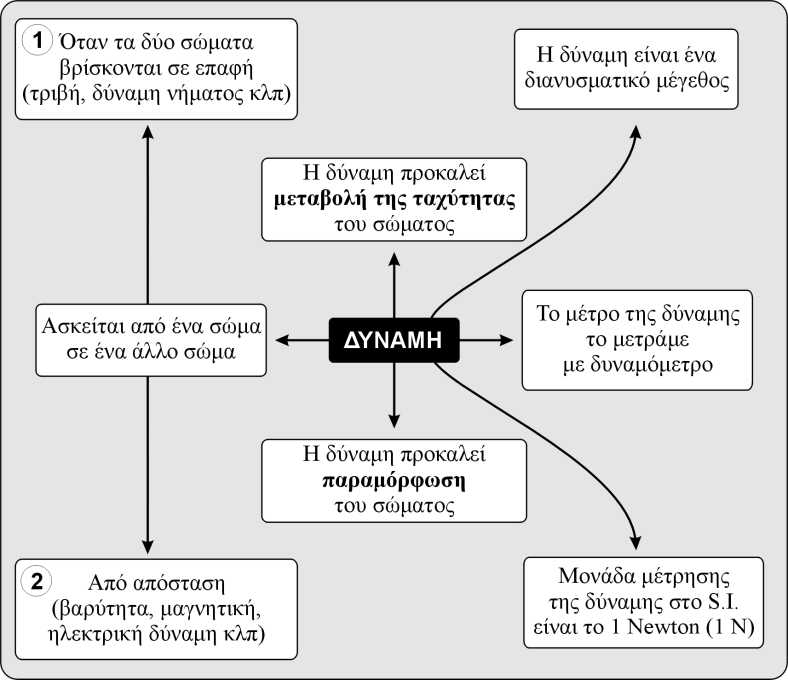 1 Όταν τα δύο σώματα
βρίσκονται σε επαφή
(τριβή, δύναμη νήματος κλπ)
Η δύναμη είναι ένα
διανυσματικό μέγεθος
Η δύναμη προκαλεί
μεταβολή της ταχύτητας
του σώματος
Ασκείται από ένα σώμα
σε ένα άλλο σώμα
ΔΥΝΑΜΗ
Το μέτρο της δύναμης
το μετράμε
με δυναμόμετρο
Η δύναμη προκαλεί
παραμόρφωση
του σώματος
2 Από απόσταση
(βαρύτητα, μαγνητική,
ηλεκτρική δύναμη κλπ)
Μονάδα μέτρησης
της δύναμης στο S.I.
είναι το 1 Newton (1 N)